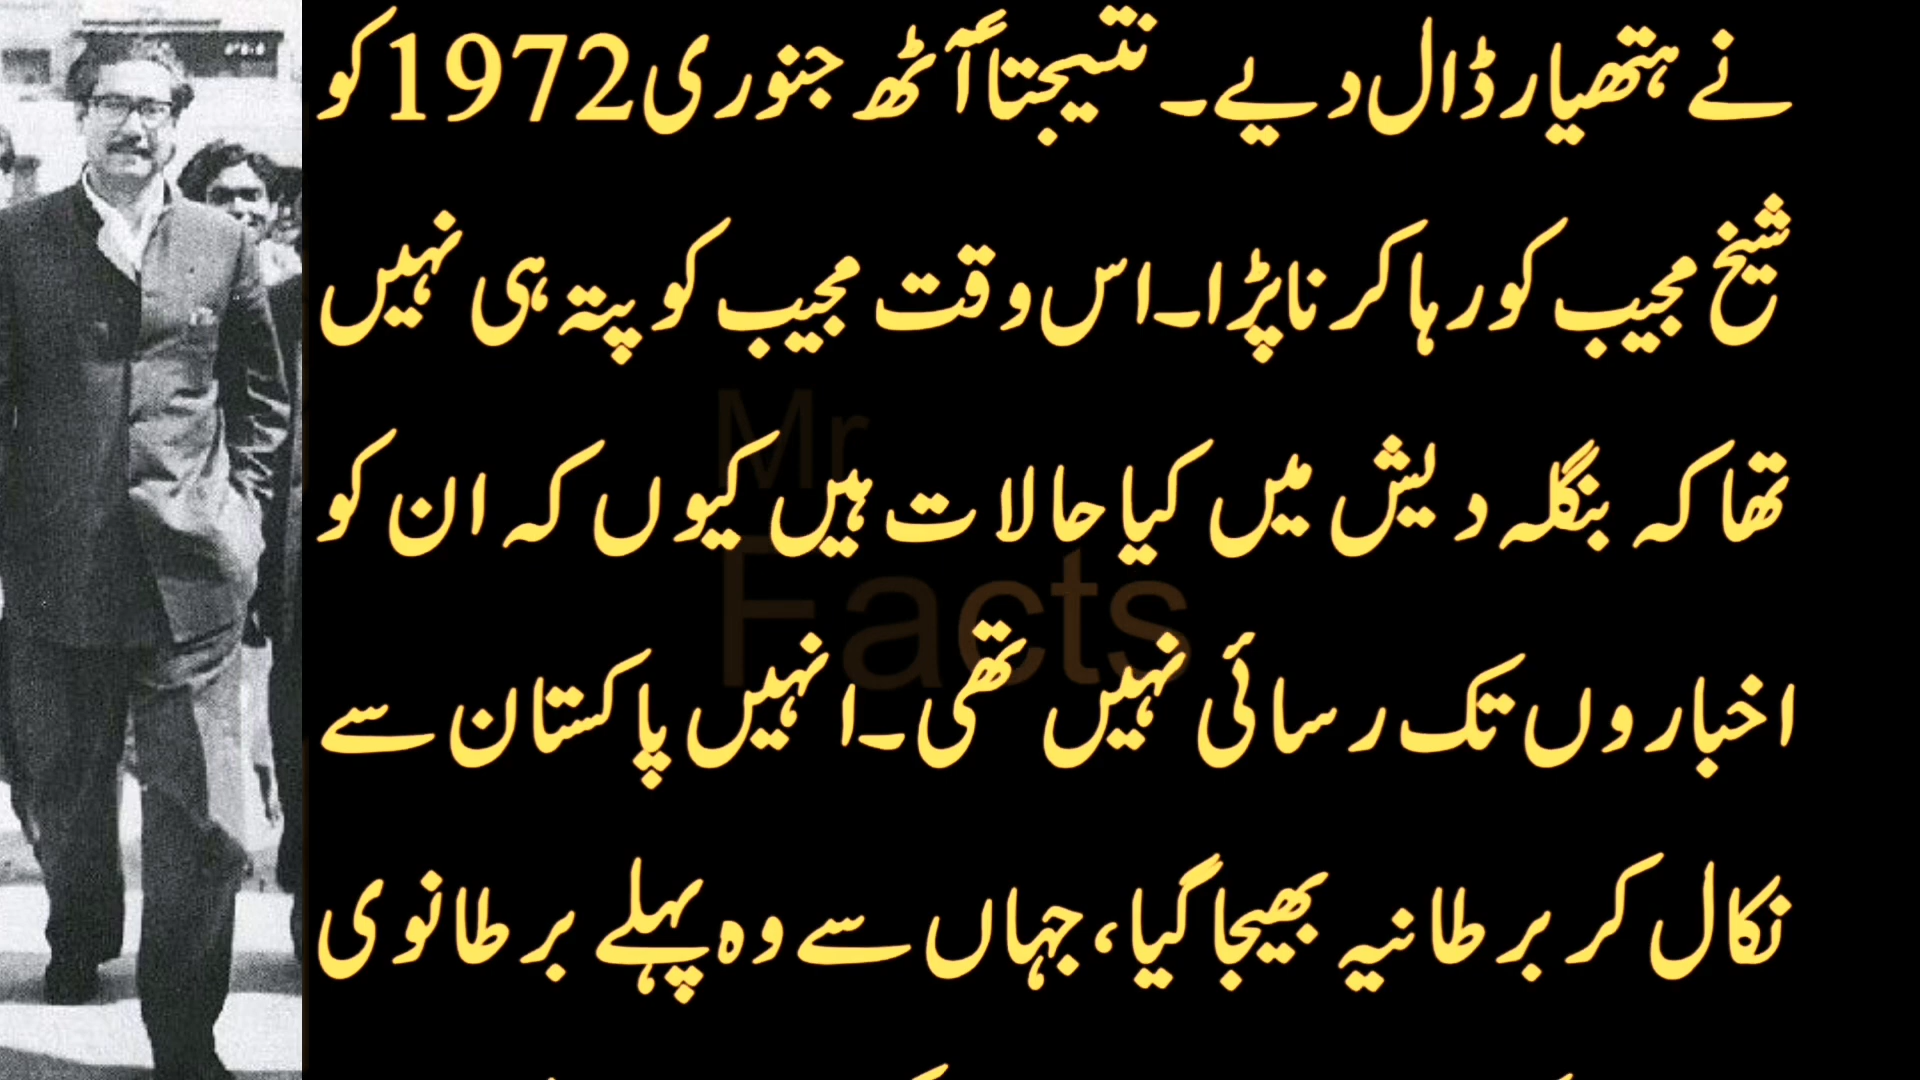 نے ہتھیار ڈال دیے۔ نتیجتاً آٹھ جنوری 1972 کو
شیخ مجیب کو رہا کرنا پڑا۔ اس وقت مجیب کو پتہ ہی نہیں
تھا کہ بنگلہ دیش میں کیا حالات ہیں کیوں کہ ان کو
اخباروں تک رسائی نہیں تھی۔ انہیں پاکستان سے
نکال کر برطانیہ بھیجا گیا، جہاں سے وہ پہلے برطانوی
Mr
Facts